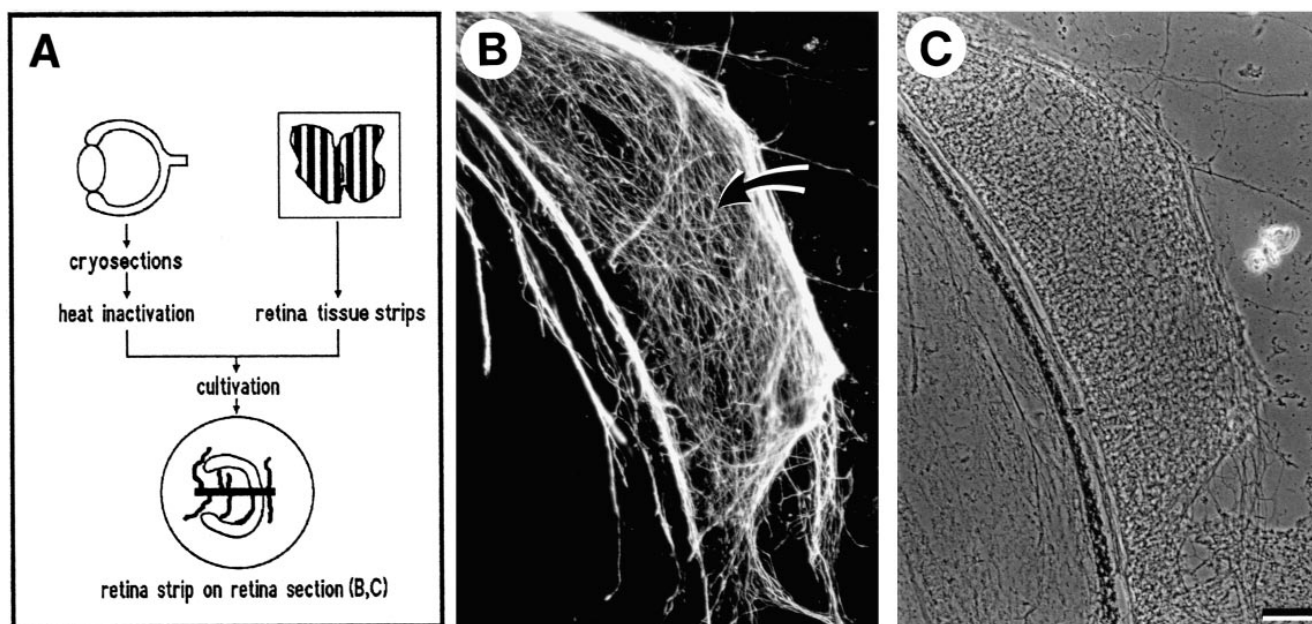 A
B
C
cryosections
heat inactivation
retina tissue strips
cultivation
retina strip on retina section (B,C)